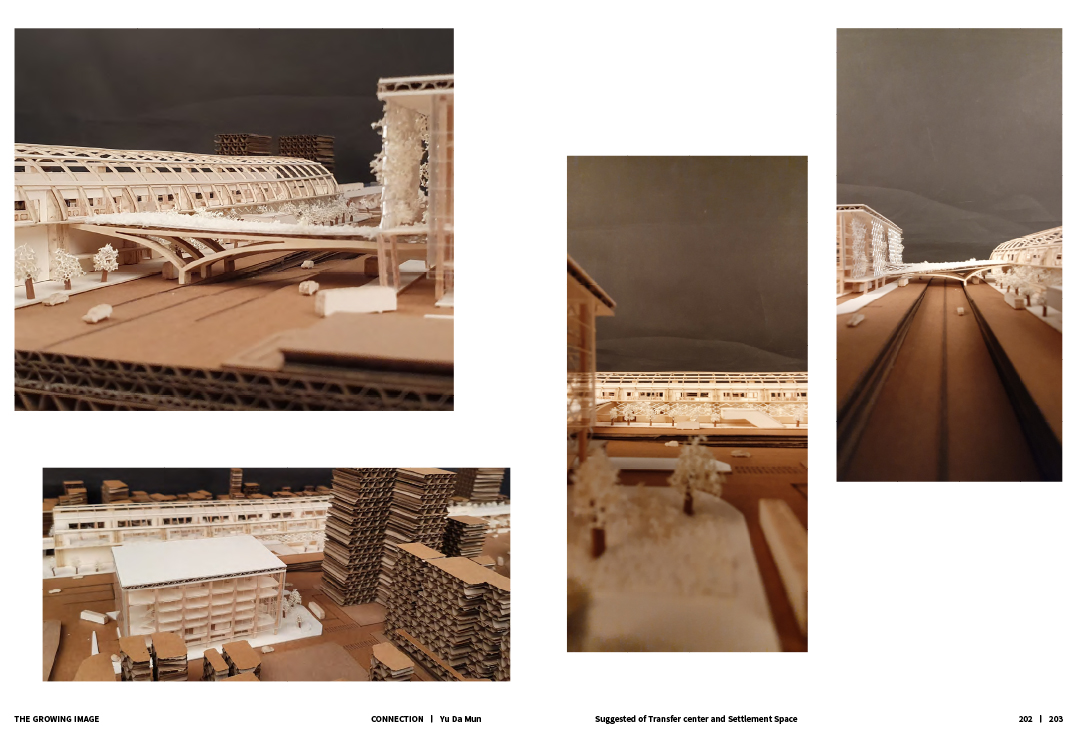 THE GROWING IMAGE
CONNECTION | Yu Da Mun
Suggested of Transfer center and Settlement Space
202 | 203